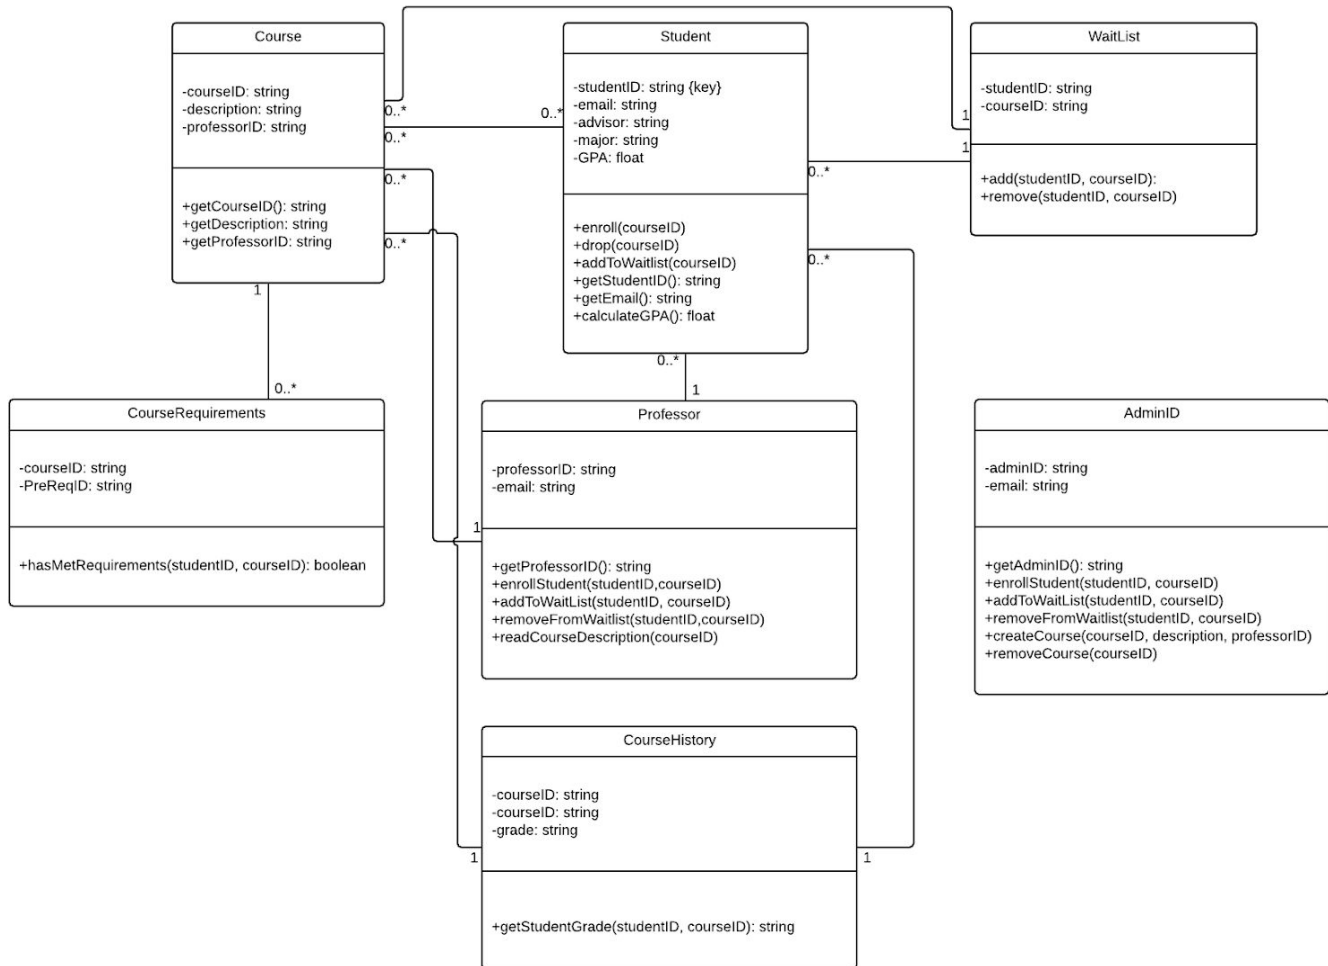 Course
-courseID: string
-description: string
-professorID: string
+getCourseID(): string
+getDescription: string
+getProfessorID: string
0..*
0..*
0..*
0..*
1
0..*
Student
-studentID: string {key}
-email: string
-advisor: string
-major: string
-GPA: float
+enroll(courseID)
+drop(courseID)
+addToWaitlist(courseID)
+getStudentID(): string
+getEmail(): string
+calculateGPA(): float
0..*
0..*
0..*
0..*
1
WaitList
-studentID: string
-courseID: string
+add(studentID, courseID):
+remove(studentID, courseID)
1
1
CourseRequirements
-courseID: string
-PreReqID: string
+hasMetRequirements(studentID, courseID): boolean
Professor
-professorID: string
-email: string
+getProfessorID(): string
+enrollStudent(studentID,courseID)
+addToWaitList(studentID, courseID)
+removeFromWaitlist(studentID,courseID)
+readCourseDescription(courseID)
1
AdminID
-adminID: string
-email: string
+getAdminID(): string
+enrollStudent(studentID, courseID)
+addToWaitList(studentID, courseID)
+removeFromWaitlist(studentID, courseID)
+createCourse(courseID, description, professorID)
+removeCourse(courseID)
CourseHistory
-courseID: string
-courseID: string
-grade: string
+getStudentGrade(studentID, courseID): string
1
1